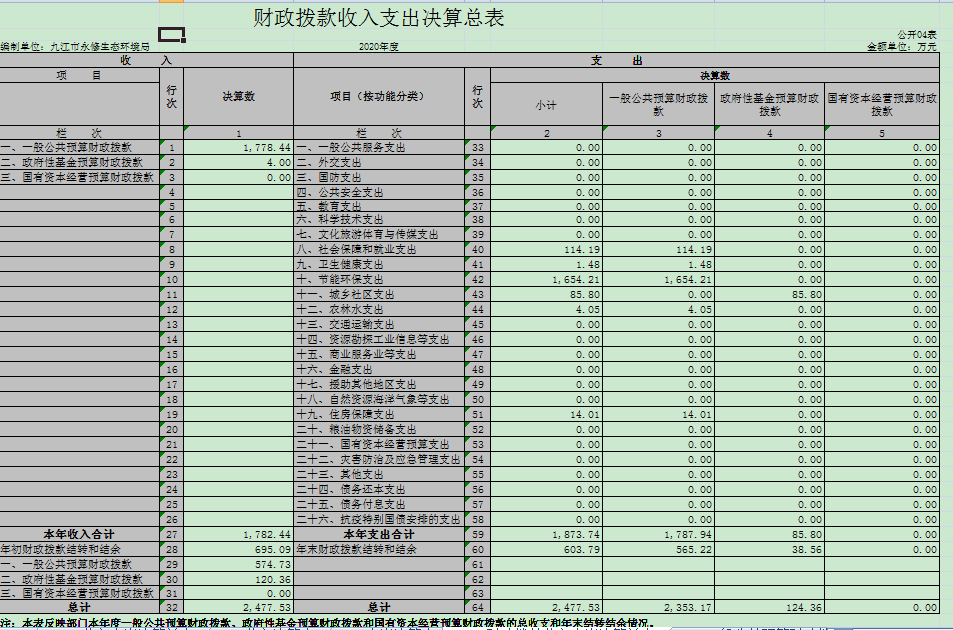 财政拨款收入支出决算总表
公开04表
编制单位：九江市永修生态环境局 2020年度 金额单位：万元
收 入 支 出
项 目 行次 决算数 项目（按功能分类） 行次 决算数
小计 一般公共预算财政拨款 政府性基金预算财政拨款 国有资本经营预算财政拨款
栏 次 1 栏 次 2 3 4 5
一、一般公共预算财政拨款 1 1,778.44 一、一般公共服务支出 33 0.00 0.00 0.00 0.00
二、政府性基金预算财政拨款 2 4.00 二、外交支出 34 0.00 0.00 0.00 0.00
三、国有资本经营预算财政拨款 3 0.00 三、国防支出 35 0.00 0.00 0.00 0.00
4 四、公共安全支出 36 0.00 0.00 0.00 0.00
5 五、教育支出 37 0.00 0.00 0.00 0.00
6 六、科学技术支出 38 0.00 0.00 0.00 0.00
7 七、文化旅游体育与传媒支出 39 0.00 0.00 0.00 0.00
8 八、社会保障和就业支出 40 114.19 114.19 0.00 0.00
9 九、卫生健康支出 41 1.48 1.48 0.00 0.00
10 十、节能环保支出 42 1,654.21 1,654.21 0.00 0.00
11 十一、城乡社区支出 43 85.80 0.00 85.80 0.00
12 十二、农林水支出 44 4.05 4.05 0.00 0.00
13 十三、交通运输支出 45 0.00 0.00 0.00 0.00
14 十四、资源勘探工业信息等支出 46 0.00 0.00 0.00 0.00
15 十五、商业服务业等支出 47 0.00 0.00 0.00 0.00
16 十六、金融支出 48 0.00 0.00 0.00 0.00
17 十七、援助其他地区支出 49 0.00 0.00 0.00 0.00
18 十八、自然资源海洋气象等支出 50 0.00 0.00 0.00 0.00
19 十九、住房保障支出 51 14.01 14.01 0.00 0.00
20 二十、粮油物资储备支出 52 0.00 0.00 0.00 0.00
21 二十一、国有资本经营预算支出 53 0.00 0.00 0.00 0.00
22 二十二、灾害防治及应急管理支出 54 0.00 0.00 0.00 0.00
23 二十三、其他支出 55 0.00 0.00 0.00 0.00
24 二十四、债务还本支出 56 0.00 0.00 0.00 0.00
25 二十五、债务付息支出 57 0.00 0.00 0.00 0.00
26 二十六、抗疫特别国债安排的支出 58 0.00 0.00 0.00 0.00
本年收入合计 27 1,782.44 本年支出合计 59 1,873.74 1,787.94 85.80 0.00
年初财政拨款结转和结余 28 695.09 年末财政拨款结转和结余 60 603.79 565.22 38.56 0.00
一、一般公共预算财政拨款 29 574.73 61
二、政府性基金预算财政拨款 30 120.36 62
三、国有资本经营预算财政拨款 31 0.00 63
总计 32 2,477.53 总计 64 2,477.53 2,353.17 124.36 0.00
注：本表反映部门本年度一般公共预算财政拨款、政府性基金预算财政拨款和国有资本经营预算财政拨款的总收支和年末结转结余情况。